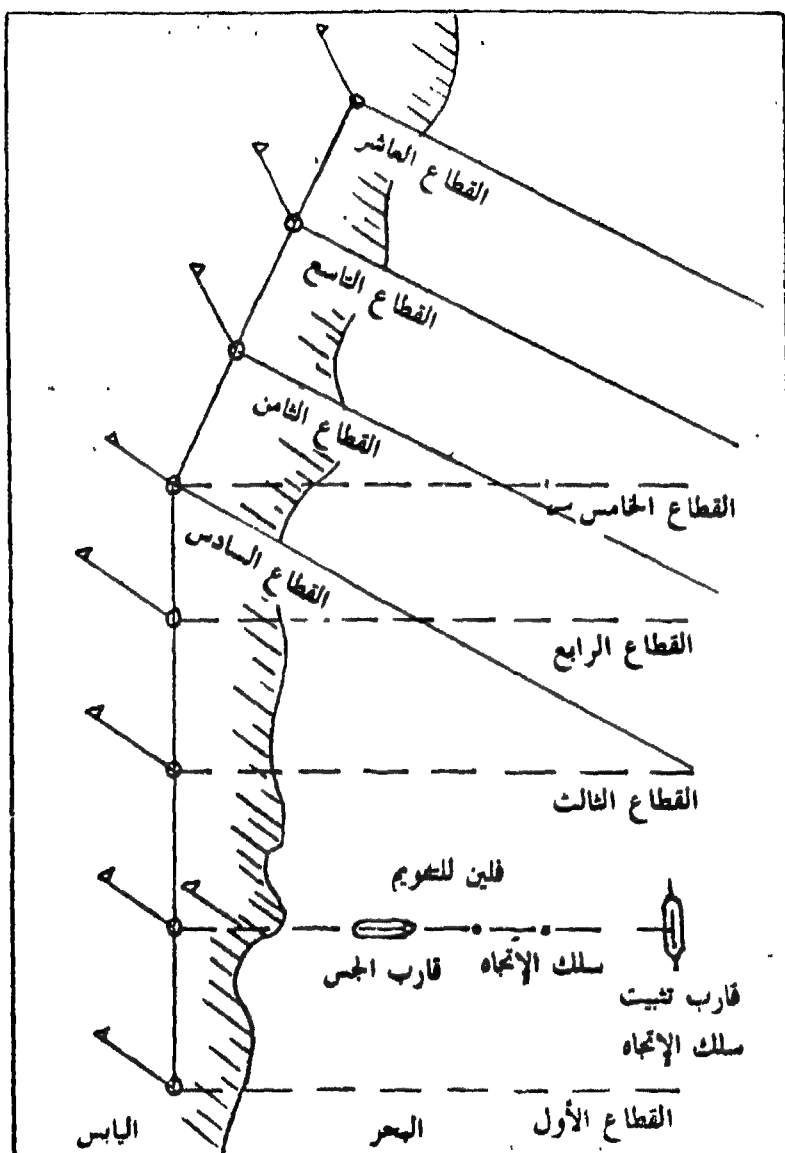 القطاع العاشر
القطاع التاسع
القطاع الثامن
القطاع الخامس ب
القطاع السادس
القطاع الرابع
القطاع الثالث
فلين للتعويم
سلك الإتجاه
قارب الجس
قارب تثبيت
سلك الإتجاه
القطاع الأول
البحر
اليابس